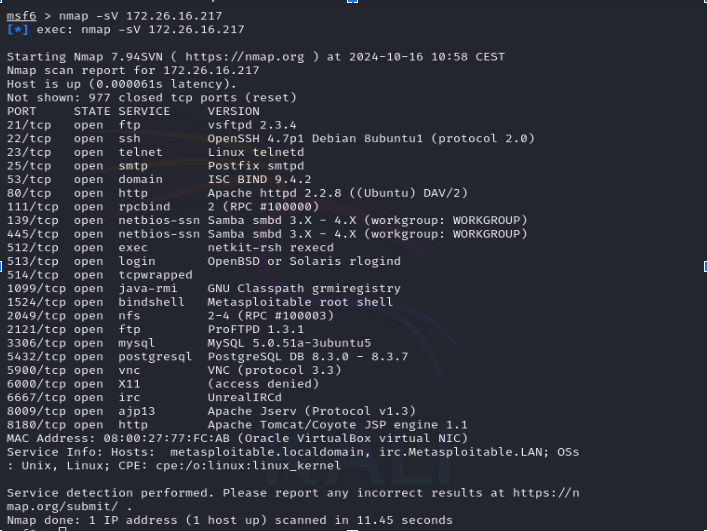 msf6 > nmap -sV 172.26.16.217
[*] exec: nmap -sV 172.26.16.217
Starting Nmap 7.94SVN ( https://nmap.org ) at 2024-10-16 10:58 CEST
Nmap scan report for 172.26.16.217
Host is up (0.000061s latency).
Not shown: 977 closed tcp ports (reset)
PORT     STATE SERVICE     VERSION
21/tcp   open  ftp         vsftpd 2.3.4
22/tcp   open  ssh         OpenSSH 4.7p1 Debian 8ubuntu1 (protocol 2.0)
23/tcp   open  telnet      Linux telnetd
25/tcp   open  smtp        Postfix smtpd
53/tcp   open  domain      ISC BIND 9.4.2
80/tcp   open  http        Apache httpd 2.2.8 ((Ubuntu) DAV/2)
111/tcp  open  rpcbind     2 (RPC #100000)
139/tcp  open  netbios-ssn Samba smbd 3.X - 4.X (workgroup: WORKGROUP)
445/tcp  open  netbios-ssn Samba smbd 3.X - 4.X (workgroup: WORKGROUP)
512/tcp  open  exec        netkit-rsh rexecd
513/tcp  open  login       OpenBSD or Solaris rlogind
514/tcp  open  tcpwrapped
1099/tcp open  java-rmi    GNU Classpath grmiregistry
1524/tcp open  bindshell   Metasploitable root shell
2049/tcp open  nfs         2-4 (RPC #100003)
2121/tcp open  ftp         ProFTPD 1.3.1
3306/tcp open  mysql       MySQL 5.0.51a-3ubuntu5
5432/tcp open  postgresql  PostgreSQL DB 8.3.0 - 8.3.7
5900/tcp open  vnc         VNC (protocol 3.3)
6000/tcp open  X11         (access denied)
6667/tcp open  irc         UnrealIRCd
8009/tcp open  ajp13       Apache Jserv (Protocol v1.3)
8180/tcp open  http        Apache Tomcat/Coyote JSP engine 1.1
MAC Address: 08:00:27:77:FC:AB (Oracle VirtualBox virtual NIC)
Service Info: Hosts:  metasploitable.localdomain, irc.Metasploitable.LAN; OSs
: Unix, Linux; CPE: cpe:/o:linux:linux_kernel
Service detection performed. Please report any incorrect results at https://n
map.org/submit/ .
Nmap done: 1 IP address (1 host up) scanned in 11.45 seconds